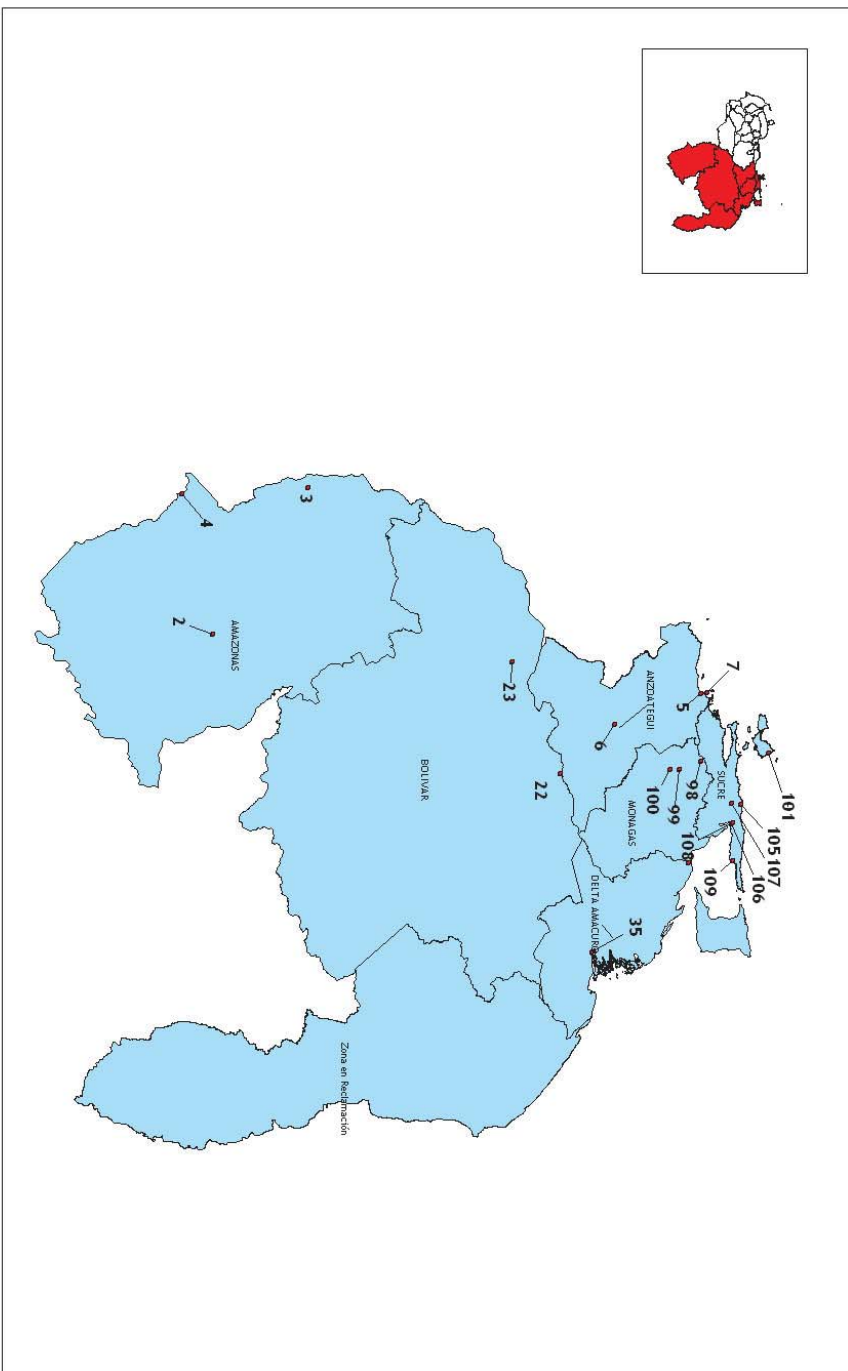 101
7
105
107
106
109
5
98
SUCRE
99
100
108
ANZOATEGUI
6
MONAGAS
35
DELTA AMACURO
22
23
BOLIVAR
Zona en Reclamación
3
4
2
AMAZONAS